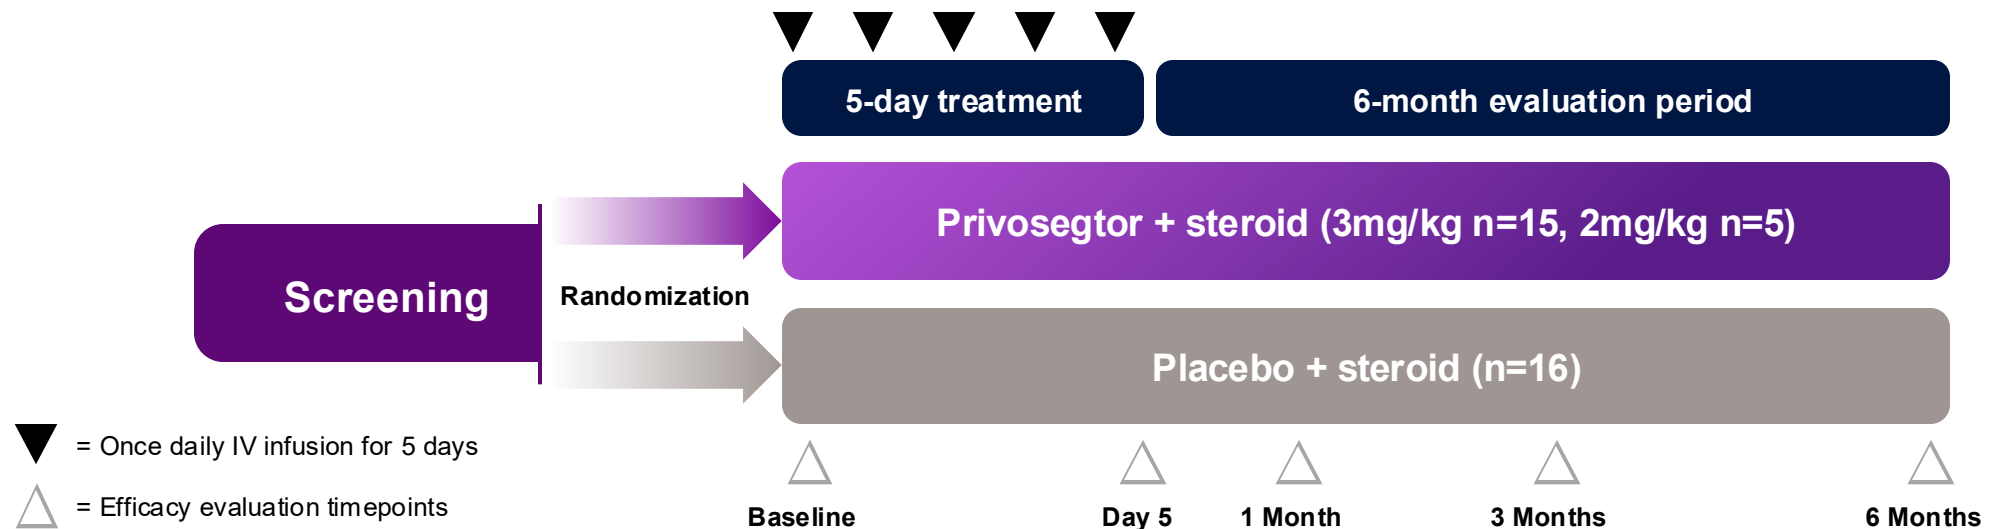 5-day treatment
6-month evaluation period
Privosegtor + steroid (3mg/kg n=15, 2mg/kg n=5)
Screening
Randomization
Placebo + steroid (n=16)
= Once daily IV infusion for 5 days
= Efficacy evaluation timepoints
Baseline
Day 5
1 Month
3 Months
6 Months